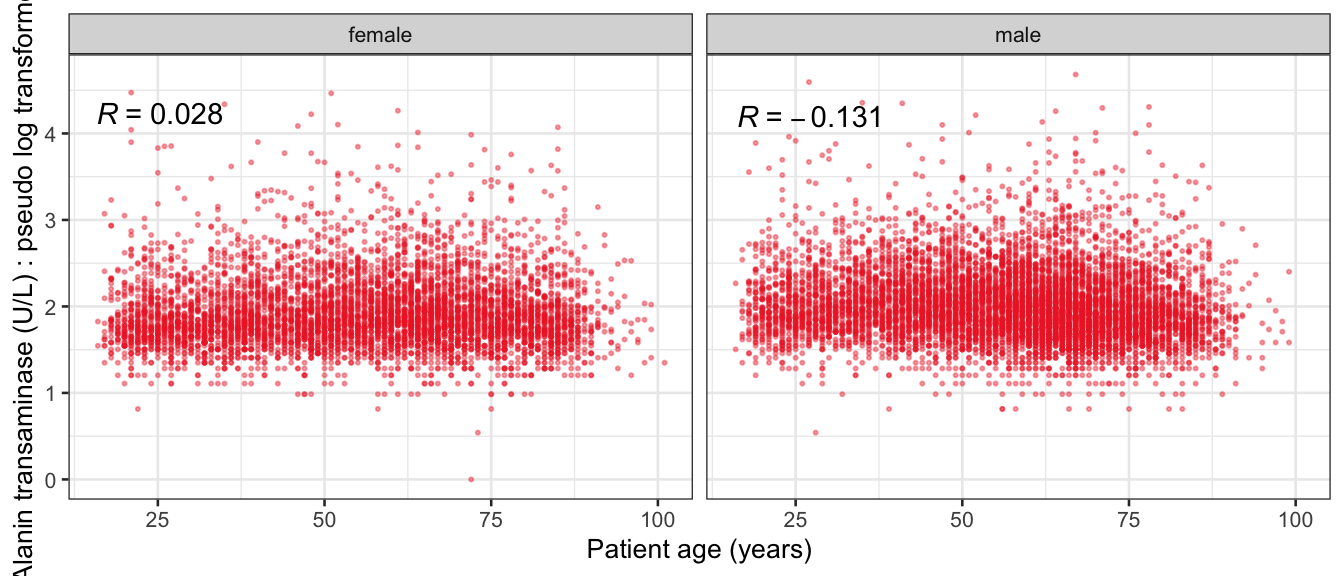 female
male
Alanin transaminase (U/L) : pseudo log transforme
R = 0.028
R = −0.131
4
3
2
1
0
25 50 75 100
25 50 75 100
Patient age (years)